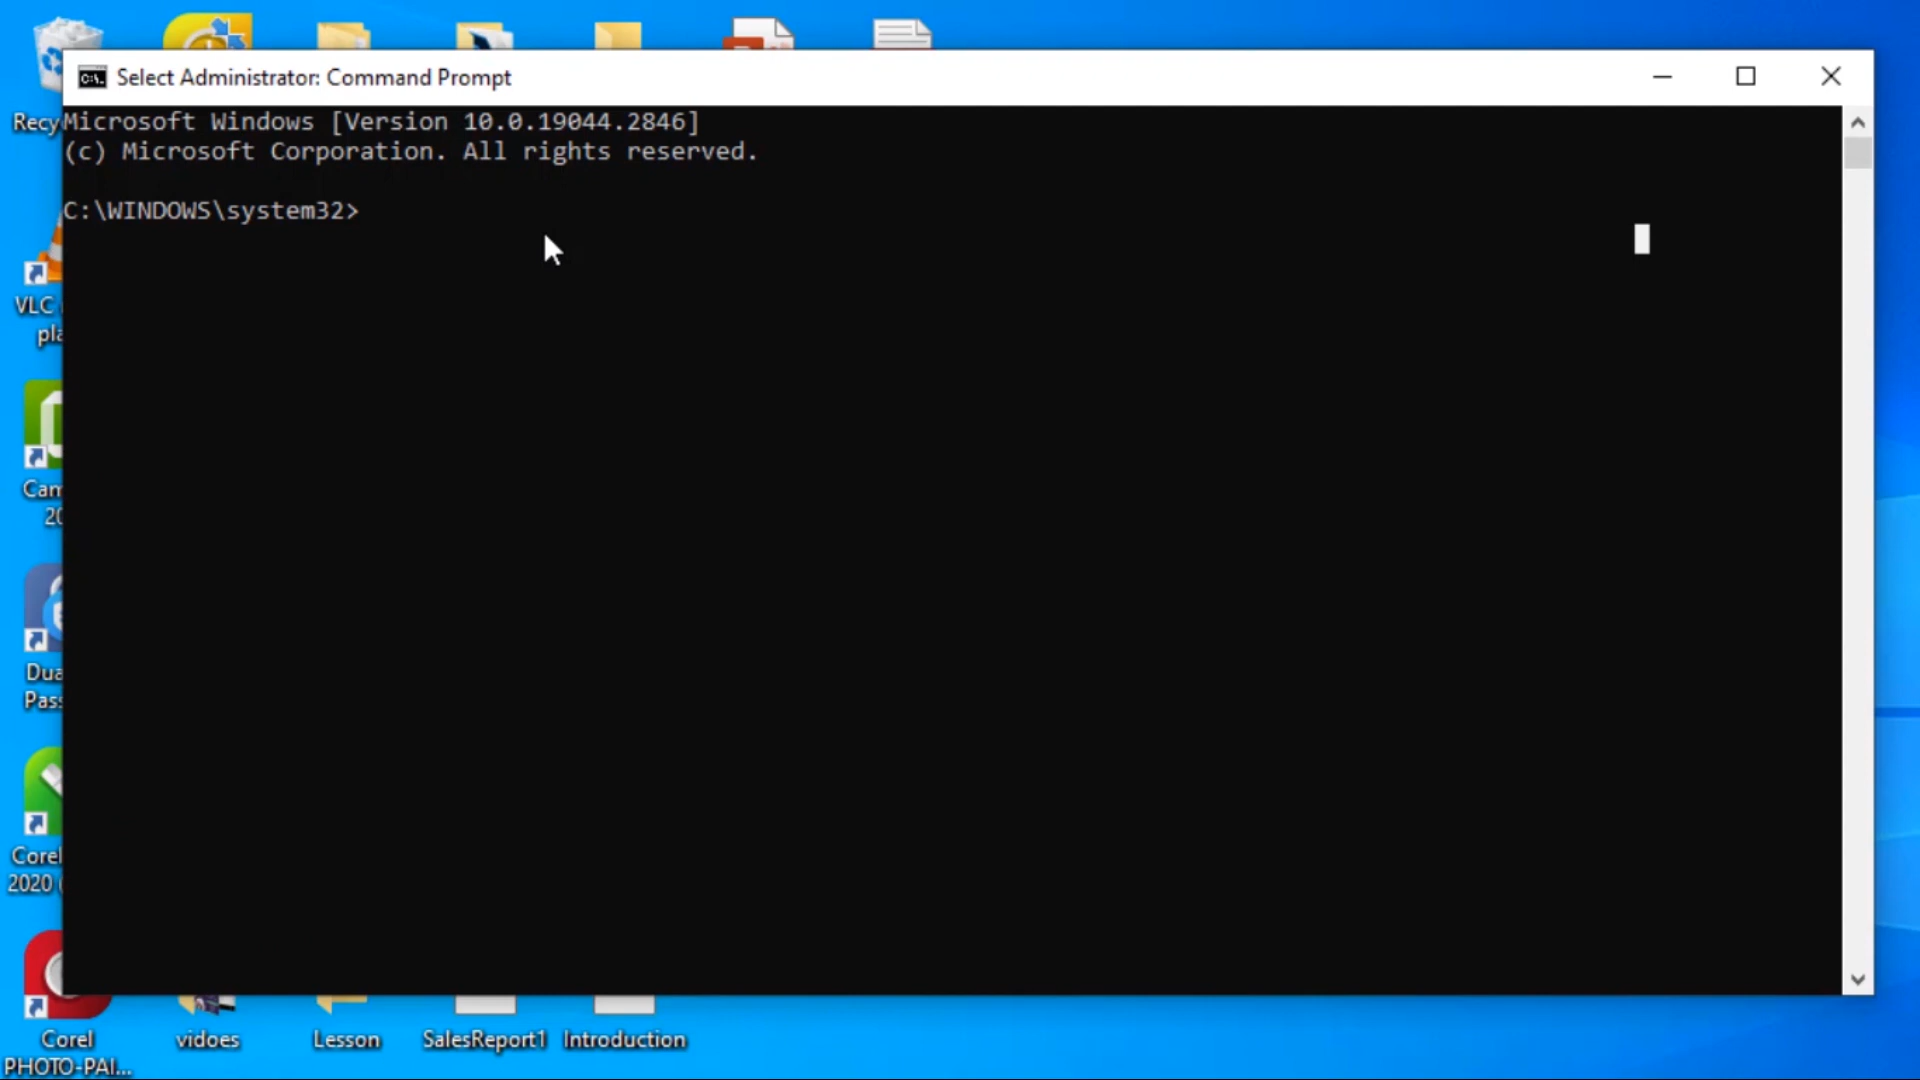 Select Administrator: Command Prompt
Microsoft Windows [Version 10.0.19044.2846]
(c) Microsoft Corporation. All rights reserved.
C:\WINDOWS\system32>
Recy
VLC
pla
Cam
20
Dua
Pass
Corel
2020
Corel
PHOTO-PAI...
vidoes
Lesson
SalesReport1
Introduction